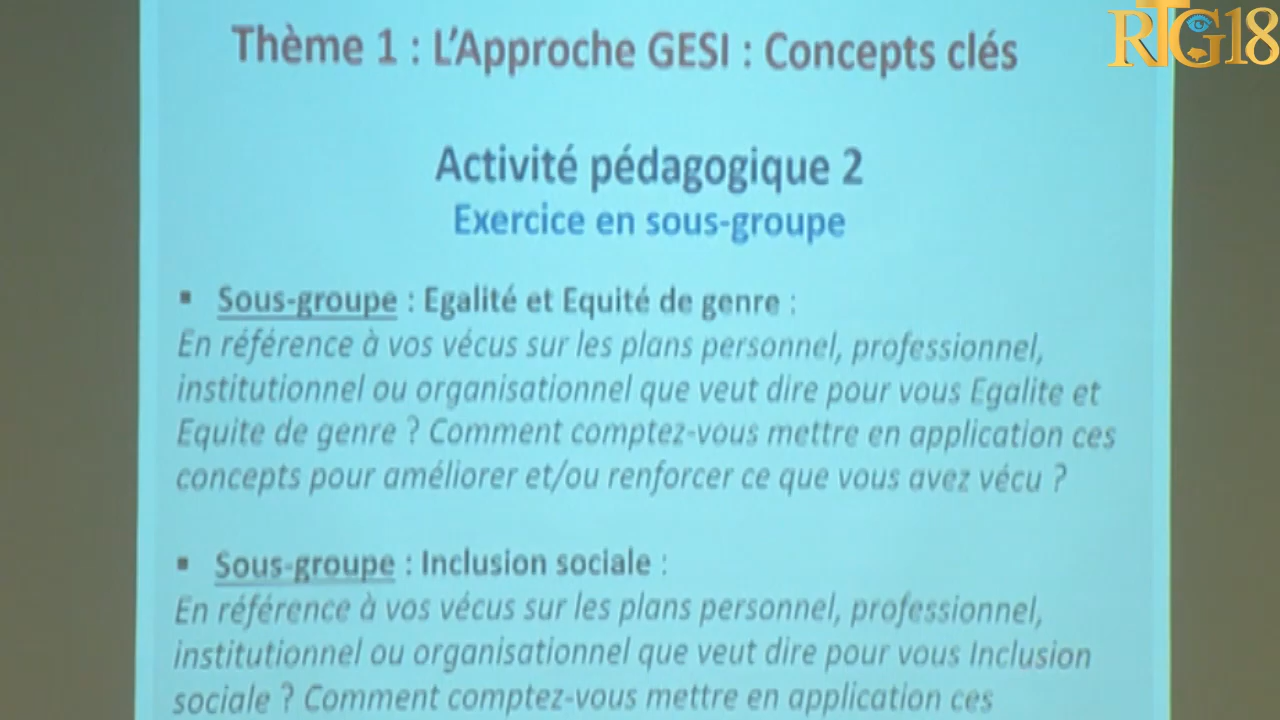 RTG18
Thème 1 : L'Approche GESI : Concepts clés
Activité pédagogique 2
Exercice en sous-groupe
▪ Sous-groupe : Egalité et Equité de genre :
En référence à vos vécus sur les plans personnel, professionnel,
institutionnel ou organisationnel que veut dire pour vous Egalite et
Equite de genre ? Comment comptez-vous mettre en application ces
concepts pour améliorer et/ou renforcer ce que vous avez vécu ?
▪ Sous-groupe : Inclusion sociale :
En référence à vos vécus sur les plans personnel, professionnel,
institutionnel ou organisationnel que veut dire pour vous Inclusion
sociale ? Comment comptez-vous mettre en application ces